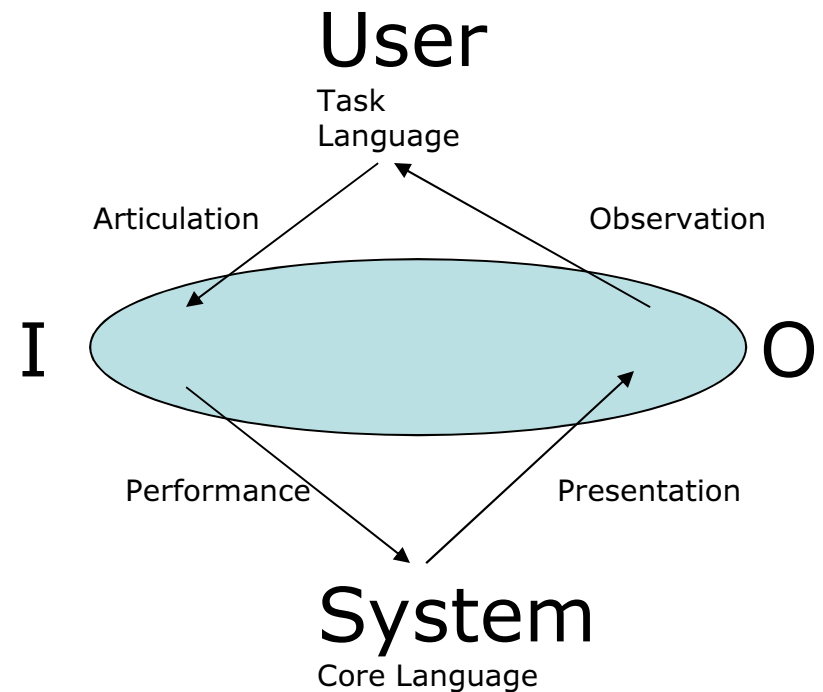 User
Task
Language
Articulation
Observation
I
O
Performance
Presentation
System
Core Language